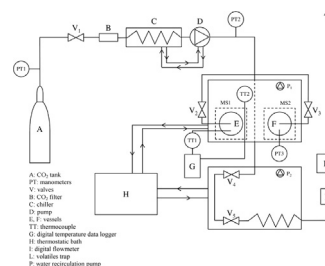 PT2
V1
B
C
D
PT1
P1
TT2
V2
MS1
MS2
V3
E
F
A
TT1
PT3
G
H
V4
P2
V5
A: CO2 tank
PT: manometers
V: valves
B: CO2 filter
C: chiller
D: pump
E, F: vessels
TT: thermocouple
G: digital temperature data logger
H: thermostatic bath
I: digital flowmeter
L: volatiles trap
P: water recirculation pump